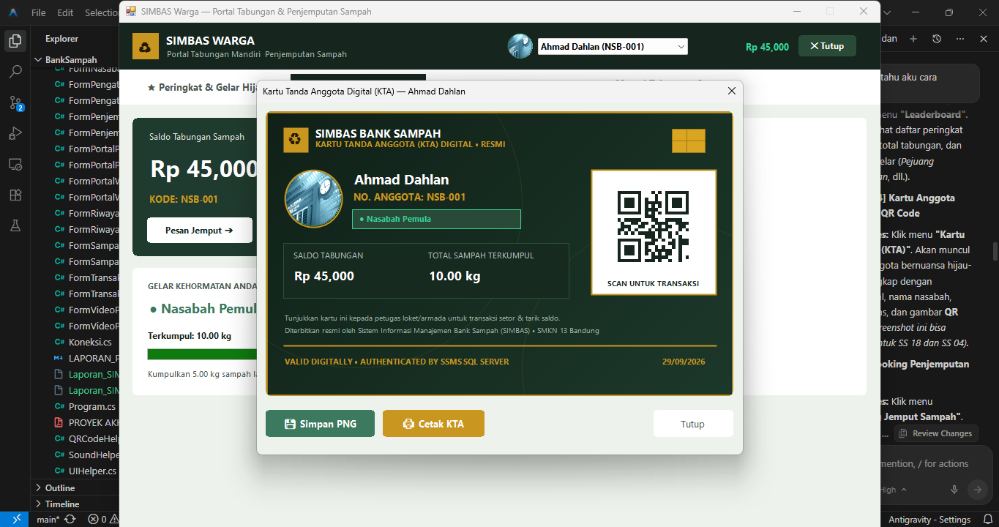 File Edit Selectio
SIMBAS Warga — Portal Tabungan & Penjemputan Sampah
Explorer
BankSampah
FormNasaba
FormPengat
FormPengat
FormPenjem
FormPenjem
FormPortalP
FormPortalP
FormPortalW
FormPortalW
FormRiwaya
FormRiwaya
FormSampa
FormSampa
FormTransak
FormTransak
FormVideoP
FormVideoP
Koneksi.cs
LAPORAN_P
Laporan_SIM
Laporan_SIM
Program.cs
PROYEK AKH
QRCodeHelp
SoundHelpe
UIHelper.cs
Outline
Timeline
main* 0
2
SIMBAS WARGA
Portal Tabungan Mandiri Penjemputan Sampah
Ahmad Dahlan (NSB-001)
Rp 45,000
Tutup
★ Peringkat & Gelar Hija
Saldo Tabungan Sampah
Rp 45,000
KODE: NSB-001
Pesan Jemput →
GELAR KEHORMATAN ANDA
● Nasabah Pemul
Terkumpul: 10.00 kg
Kumpulkan 5.00 kg sampah la
Kartu Tanda Anggota Digital (KTA) — Ahmad Dahlan
SIMBAS BANK SAMPAH
KARTU TANDA ANGGOTA (KTA) DIGITAL • RESMI
Ahmad Dahlan
NO. ANGGOTA: NSB-001
● Nasabah Pemula
SALDO TABUNGAN TOTAL SAMPAH TERKUMPUL
Rp 45,000 10.00 kg
SCAN UNTUK TRANSAKSI
Tunjukkan kartu ini kepada petugas loket/armada untuk transaksi setor & tarik saldo.
Diterbitkan resmi oleh Sistem Informasi Manajemen Bank Sampah (SIMBAS) • SMKN 13 Bandung
VALID DIGITALLY • AUTHENTICATED BY SSMS SQL SERVER 29/09/2026
Simpan PNG
Cetak KTA
Tutup
dan
tahu aku cara
enu "Leaderboard".
hat daftar peringkat
total tabungan, dan
elar (Pejuang
an, dll.).
4] Kartu Anggota
QR Code
es: Klik menu "Kartu
(KTA)". Akan muncul
gota bernuansa hijau-
gkap dengan
l, nama nasabah,
as, dan gambar QR
creenshot ini bisa
ntuk SS 18 dan SS 04).
ooking Penjemputan
es: Klik menu
g Jemput Sampah".
... Review Changes
mention, / for actions
High
Antigravity - Settings